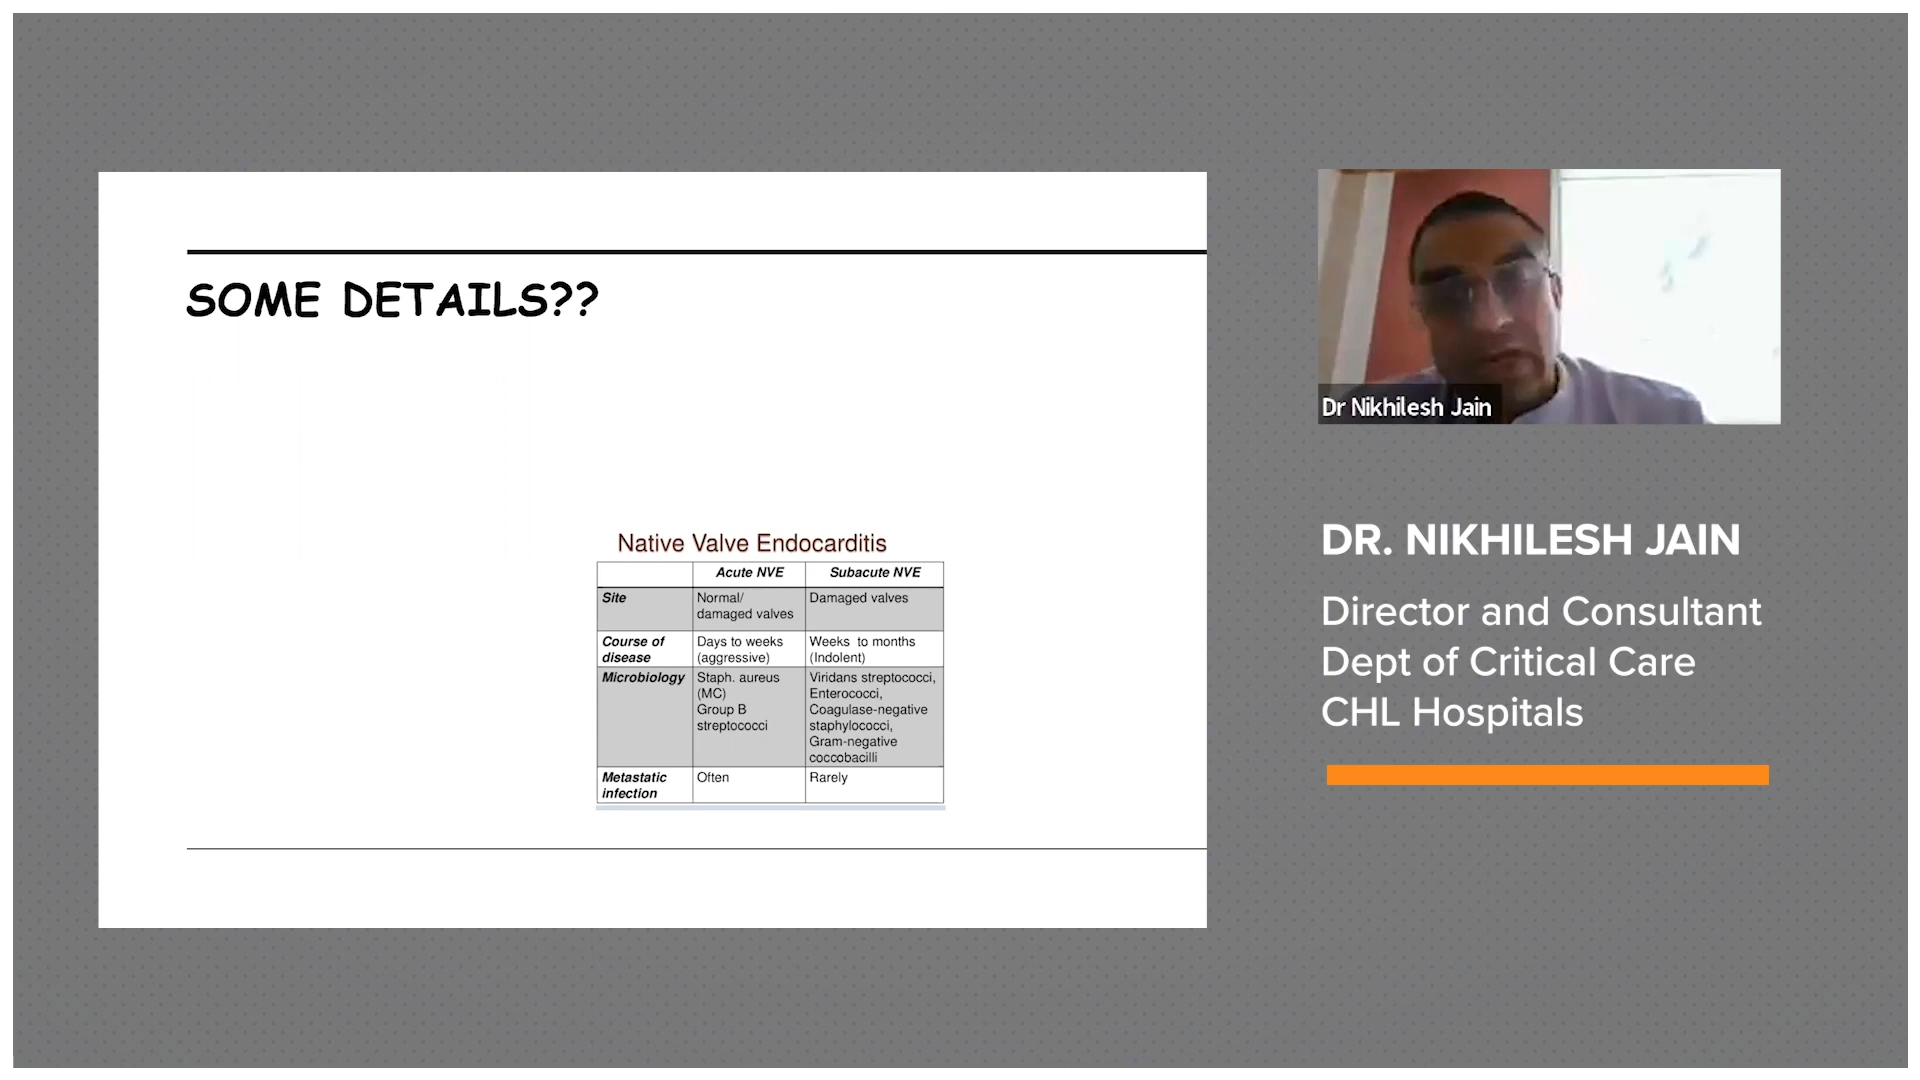 SOME DETAILS??
Native Valve Endocarditis
Acute NVE Subacute NVE
Site Normal/ damaged valves Damaged valves
Course of disease Days to weeks (aggressive) Weeks to months (Indolent)
Microbiology Staph. aureus (MC) Group B streptococci Viridans streptococci, Enterococci, Coagulase-negative staphylococci, Gram-negative coccobacilli
Metastatic infection Often Rarely
Dr Nikhilesh Jain
DR. NIKHILESH JAIN
Director and Consultant
Dept of Critical Care
CHL Hospitals